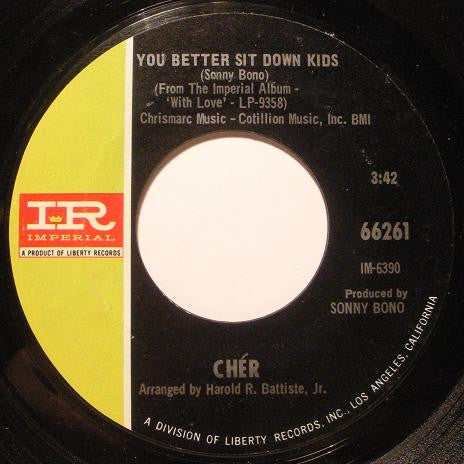 YOU BETTER SIT DOWN KIDS
(Sonny Bono)
(From The Imperial Album -
'With Love' - LP-9358)
Chrismarc Music - Cotillion Music, Inc. BMI
3:42
66261
IM-6390
Produced by
SONNY BONO
IR
IMPERIAL
A PRODUCT OF LIBERTY RECORDS
CHÉR
Arranged by Harold R. Battiste, Jr.
A DIVISION OF LIBERTY RECORDS, INC., LOS ANGELES, CALIFORNIA